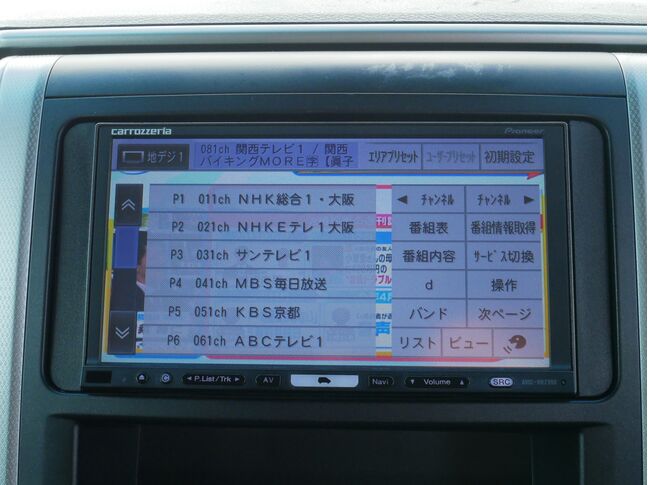 carrozzeria
Pioneer
地デジ1
081ch 関西テレビ1 / 関西
バイキングMORE字【眞子
エリアプリセット
ユーザープリセット
初期設定
P1 011ch NHK総合1・大阪
P2 021ch NHKEテレ1大阪
P3 031ch サンテレビ1
P4 041ch MBS毎日放送
P5 051ch KBS京都
P6 061ch ABCテレビ1
◀ チャンネル
チャンネル ▶
番組表
番組情報取得
番組内容
サービス切換
d
操作
バンド
次ページ
リスト
ビュー
◀ P.List/Trk ▶
AV
Navi
▼ Volume ▲
SRC